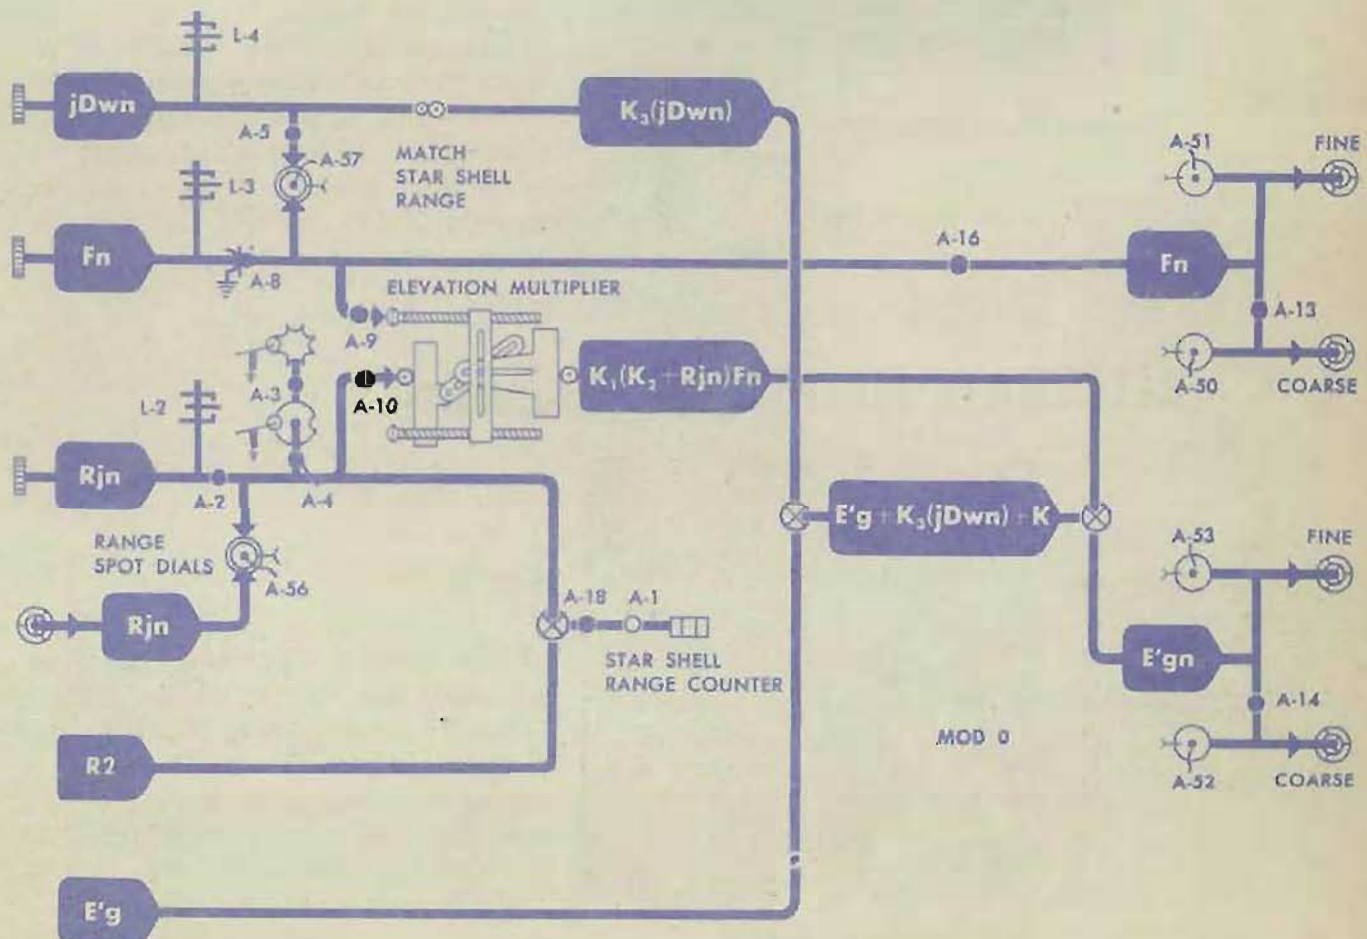 L-4
jDwn
K₃(jDwn)
A-5
A-57
MATCH
STAR SHELL
RANGE
L-3
A-51
FINE
Fn
A-8
A-16
Fn
A-13
ELEVATION MULTIPLIER
A-9
A-3
A-10
K₁(K₂+Rjn)Fn
A-50
COARSE
L-2
Rjn
A-2
A-4
E'g+K₃(jDwn)+K
RANGE
SPOT DIALS
A-56
A-53
FINE
Rjn
A-18
A-1
STAR SHELL
RANGE COUNTER
E'gn
A-14
R2
MOD 0
A-52
COARSE
E'g